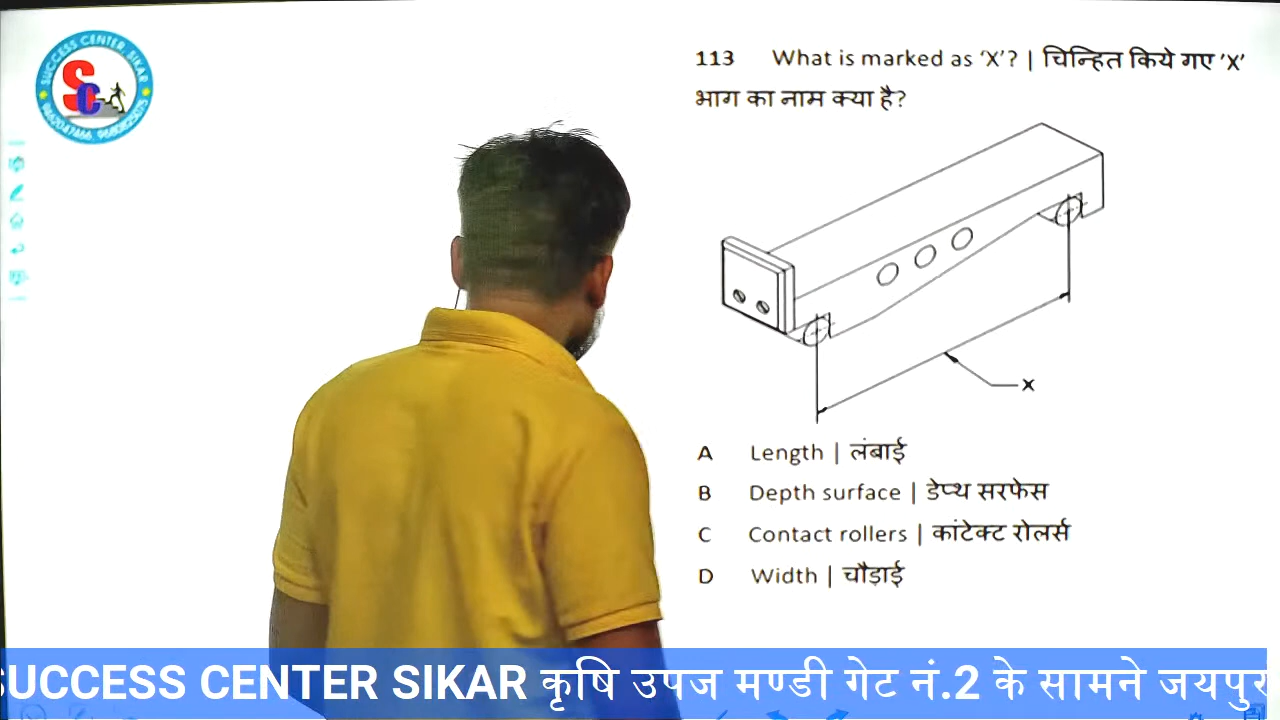 SUCCESS CENTER, SIKAR
SC
113 What is marked as ‘X’? | चिन्हित किये गए ’X’
भाग का नाम क्या है?
X
A Length | लंबाई
B Depth surface | डेप्थ सरफेस
C Contact rollers | कांटेक्ट रोलर्स
D Width | चौड़ाई
SUCCESS CENTER SIKAR कृषि उपज मण्डी गेट नं.2 के सामने जयपुर